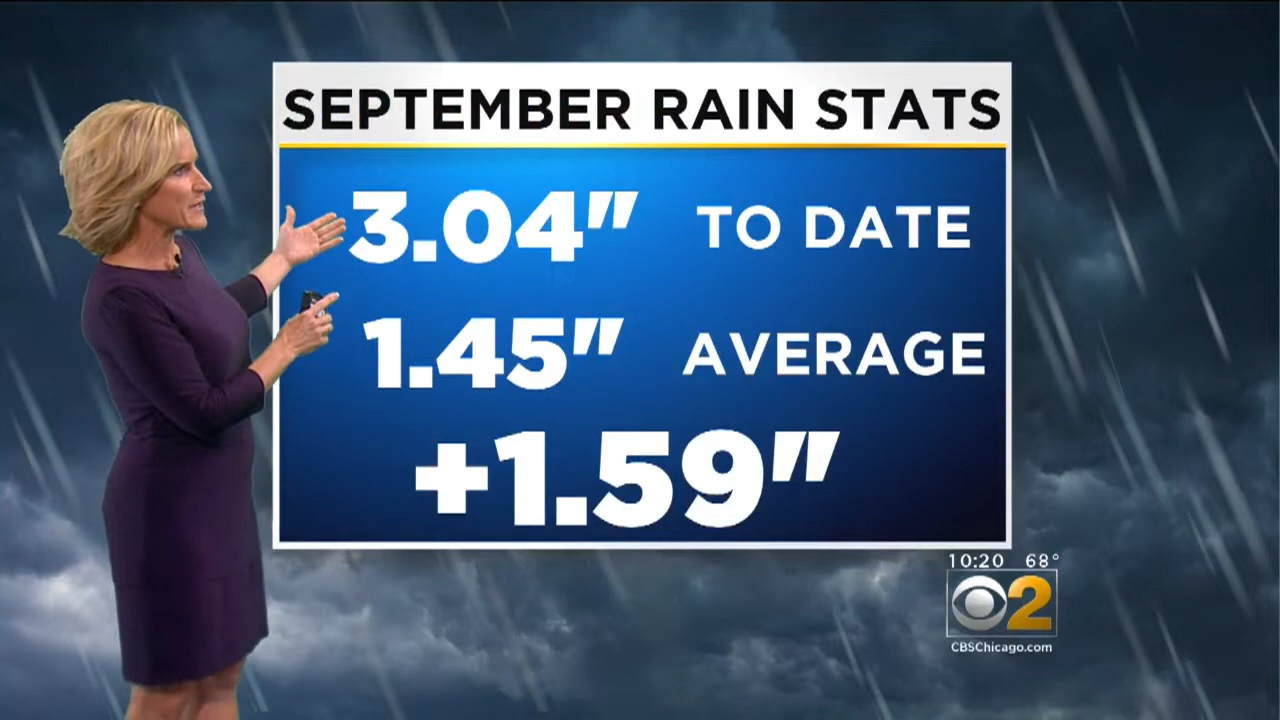 SEPTEMBER RAIN STATS
3.04" TO DATE
1.45" AVERAGE
+1.59"
10:20 68°
2
CBSChicago.com